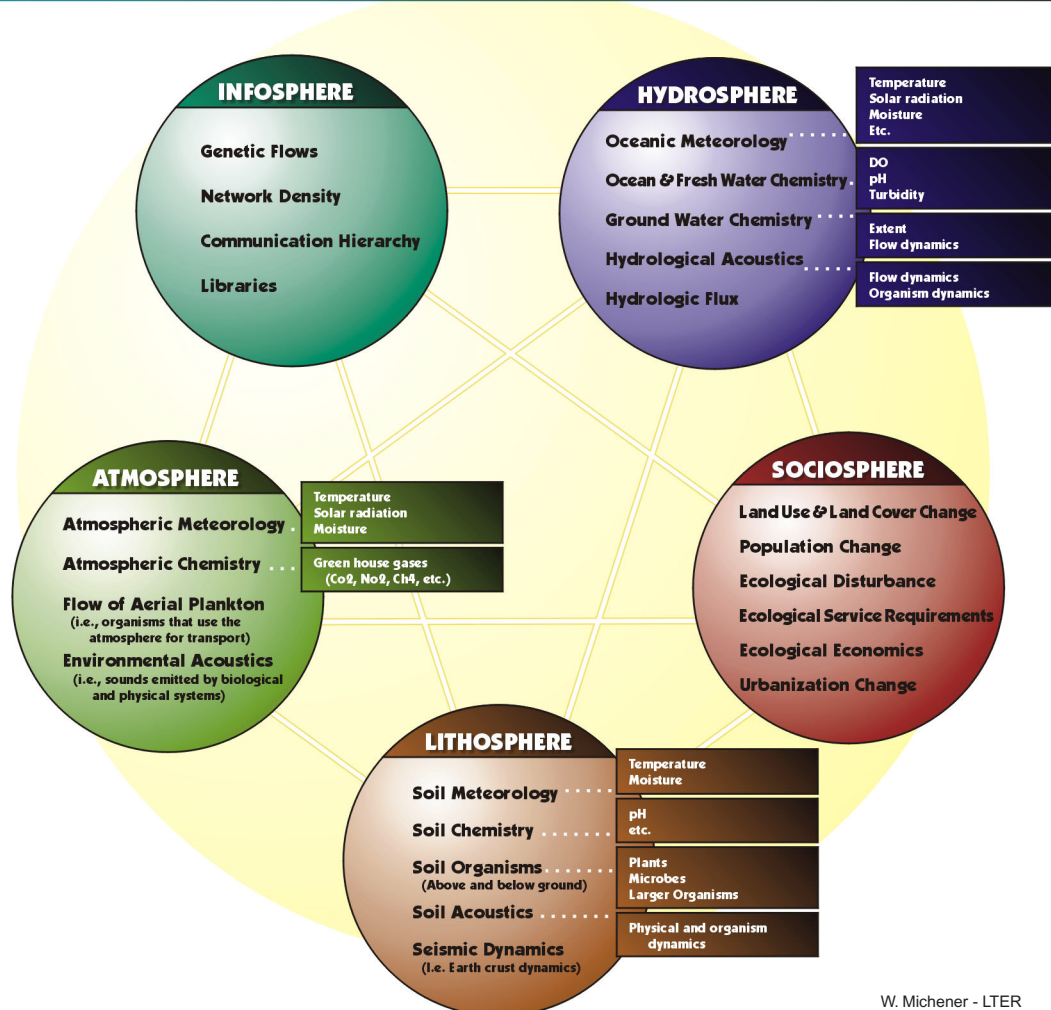 INFOSPHERE
Genetic Flows
Network Density
Communication Hierarchy
Libraries
HYDROSPHERE
Oceanic Meteorology
Temperature
Solar radiation
Moisture
Etc.
Ocean & Fresh Water Chemistry
DO
pH
Turbidity
Ground Water Chemistry
Extent
Flow dynamics
Hydrological Acoustics
Flow dynamics
Organism dynamics
Hydrologic Flux
ATMOSPHERE
Atmospheric Meteorology
Temperature
Solar radiation
Moisture
Atmospheric Chemistry
Green house gases
(Co2, No2, Ch4, etc.)
Flow of Aerial Plankton
(i.e., organisms that use the
atmosphere for transport)
Environmental Acoustics
(i.e., sounds emitted by biological
and physical systems)
SOCIOSPHERE
Land Use & Land Cover Change
Population Change
Ecological Disturbance
Ecological Service Requirements
Ecological Economics
Urbanization Change
LITHOSPHERE
Soil Meteorology
Temperature
Moisture
Soil Chemistry
pH
etc.
Soil Organisms
(Above and below ground)
Plants
Microbes
Larger Organisms
Soil Acoustics
Physical and organism
dynamics
Seismic Dynamics
(I.e. Earth crust dynamics)
W. Michener - LTER